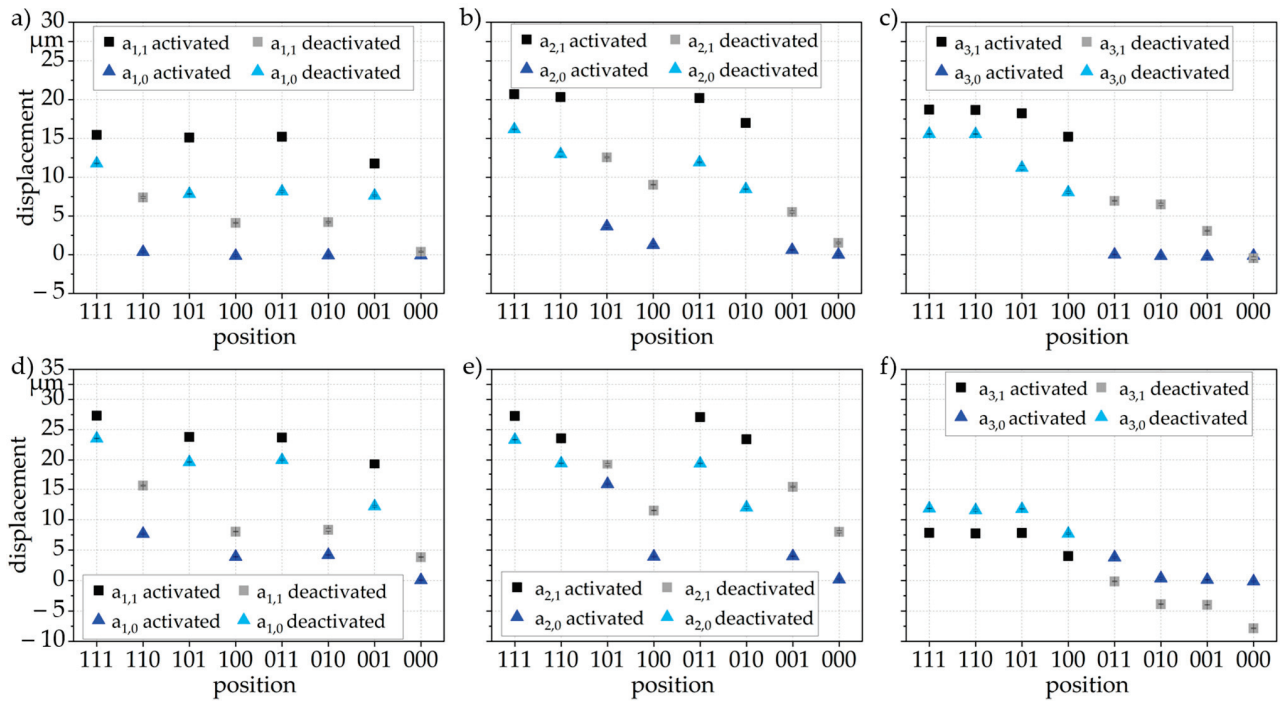 a)
30
µm
25
20
15
10
5
0
−5
displacement
a1,1 activated
a1,1 deactivated
a1,0 activated
a1,0 deactivated
111 110 101 100 011 010 001 000
position
b)
a2,1 activated
a2,1 deactivated
a2,0 activated
a2,0 deactivated
111 110 101 100 011 010 001 000
position
c)
a3,1 activated
a3,1 deactivated
a3,0 activated
a3,0 deactivated
111 110 101 100 011 010 001 000
position
d)
35
µm
30
25
20
15
10
5
0
−5
−10
displacement
a1,1 activated
a1,1 deactivated
a1,0 activated
a1,0 deactivated
111 110 101 100 011 010 001 000
position
e)
a2,1 activated
a2,1 deactivated
a2,0 activated
a2,0 deactivated
111 110 101 100 011 010 001 000
position
f)
a3,1 activated
a3,1 deactivated
a3,0 activated
a3,0 deactivated
111 110 101 100 011 010 001 000
position